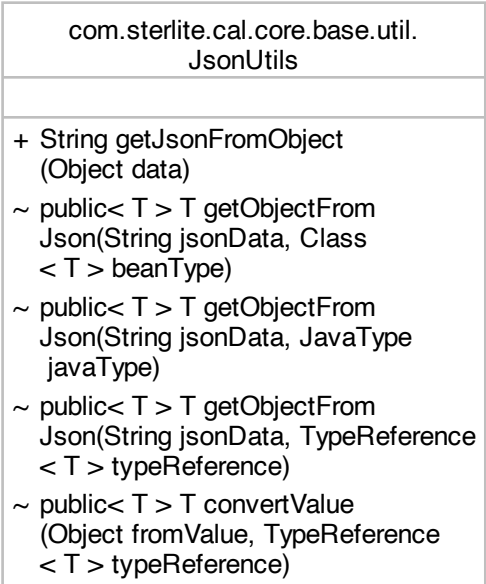 com.sterlite.cal.core.base.util.
JsonUtils
+ String getJsonFromObject
(Object data)
~ public< T > T getObjectFrom
Json(String jsonData, Class
< T > beanType)
~ public< T > T getObjectFrom
Json(String jsonData, JavaType
javaType)
~ public< T > T getObjectFrom
Json(String jsonData, TypeReference
< T > typeReference)
~ public< T > T convertValue
(Object fromValue, TypeReference
< T > typeReference)